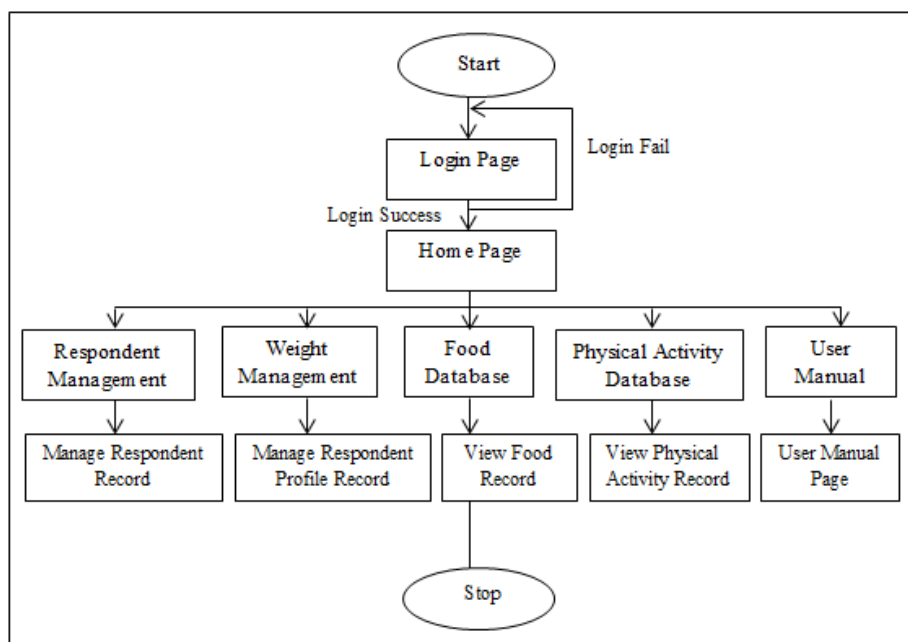 Start
Login Page
Login Fail
Login Success
Home Page
Respondent
Management
Weight
Management
Food
Database
Physical Activity
Database
User
Manual
Manage Respondent
Record
Manage Respondent
Profile Record
View Food
Record
View Physical
Activity Record
User Manual
Page
Stop